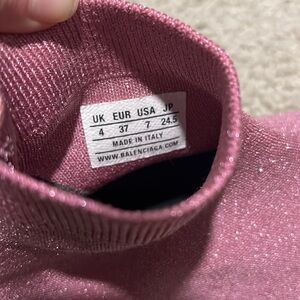 UK EUR USA JP
4 37 7 24.5
MADE IN ITALY
WWW.BALENCIAGA.COM